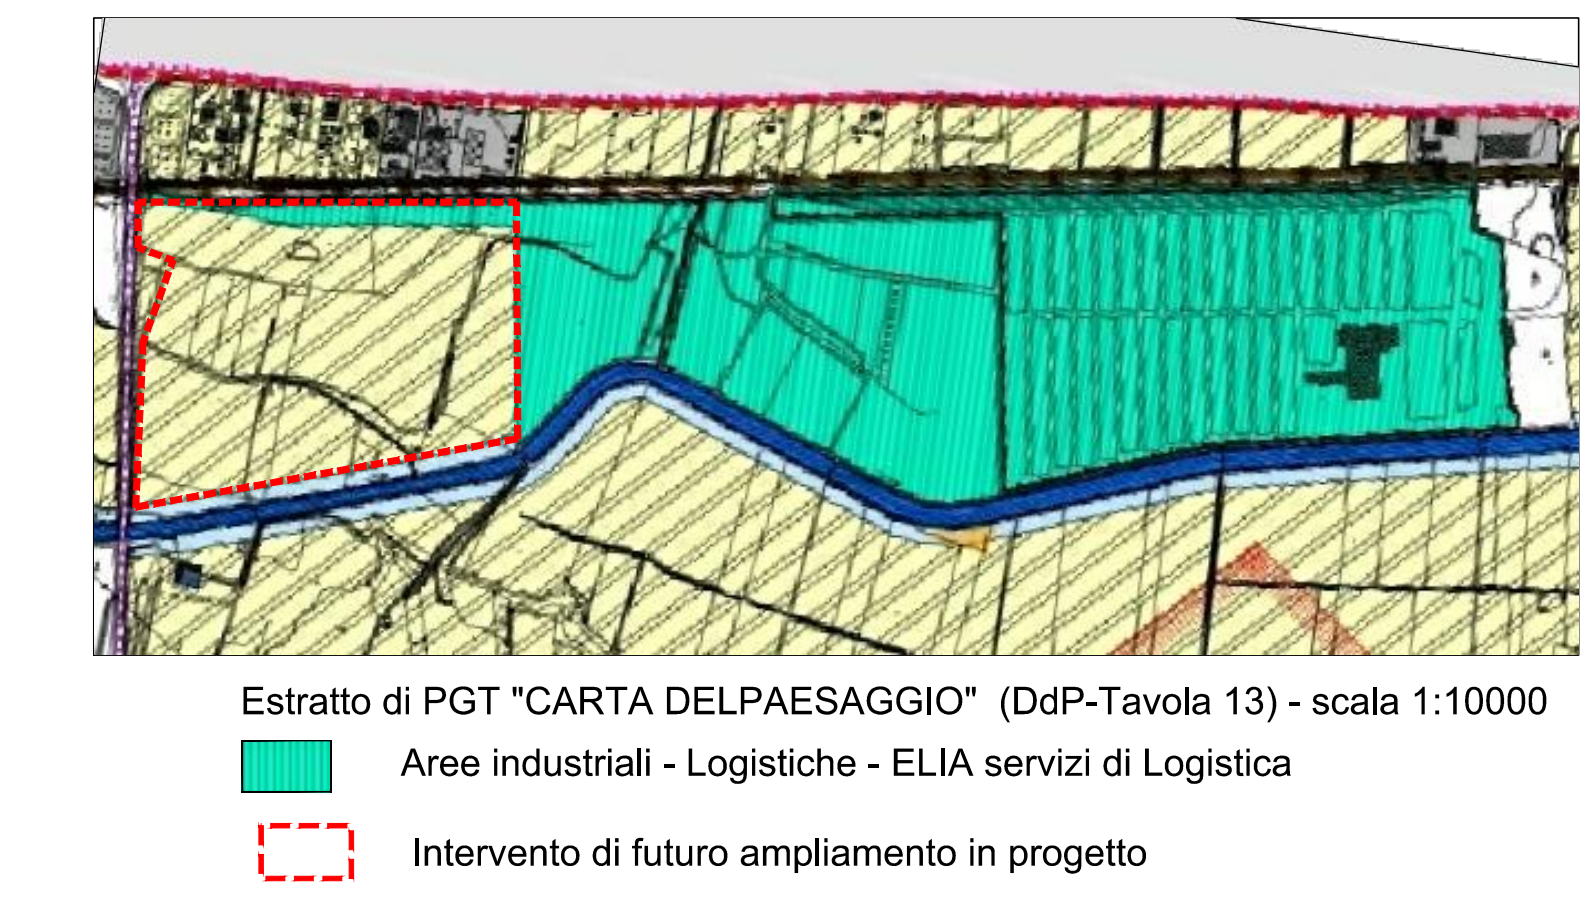 Estratto di PGT "CARTA DELPAESAGGIO" (DdP-Tavola 13) - scala 1:10000
Aree industriali - Logistiche - ELIA servizi di Logistica
Intervento di futuro ampliamento in progetto